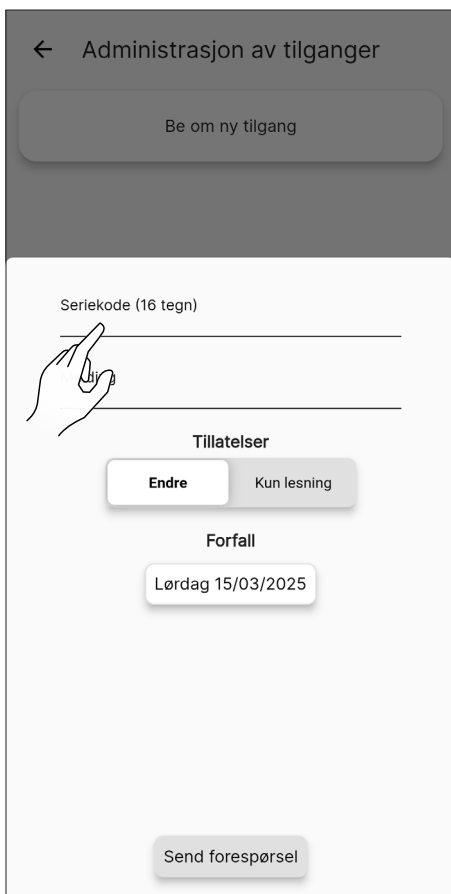 Administrasjon av tilganger
Be om ny tilgang
Seriekode (16 tegn)
Tillatelser
Endre Kun lesning
Forfall
Lørdag 15/03/2025
Send forespørsel